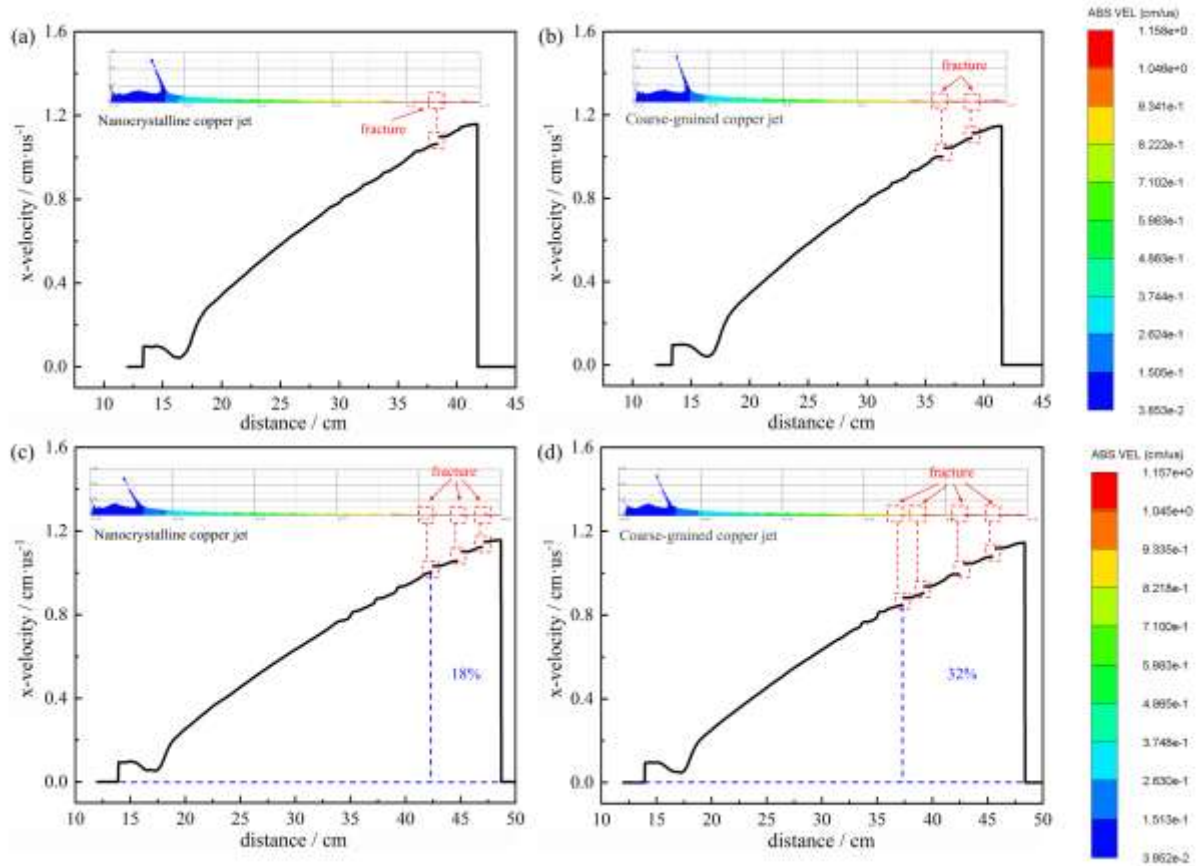 (a)
1.6
1.2
0.8
0.4
0.0
x-velocity / cm·us-1
Nanocrystalline copper jet
fracture
10 15 20 25 30 35 40 45
distance / cm
(b)
1.6
1.2
0.8
0.4
0.0
x-velocity / cm·us-1
fracture
Coarse-grained copper jet
10 15 20 25 30 35 40 45
distance / cm
ABS VEL (cm/us)
1.158e+0
1.046e+0
9.341e-1
8.222e-1
7.102e-1
5.983e-1
4.863e-1
3.744e-1
2.624e-1
1.505e-1
(c)
1.6
1.2
0.8
0.4
0.0
x-velocity / cm·us-1
fracture
Nanocrystalline copper jet
18%
10 15 20 25 30 35 40 45 50
distance / cm
(d)
1.6
1.2
0.8
0.4
0.0
x-velocity / cm·us-1
fracture
Coarse-grained copper jet
32%
10 15 20 25 30 35 40 45 50
distance / cm
ABS VEL (cm/us)
1.157e+0
1.045e+0
9.335e-1
8.218e-1
7.100e-1
5.983e-1
4.865e-1
3.748e-1
2.630e-1
1.513e-1